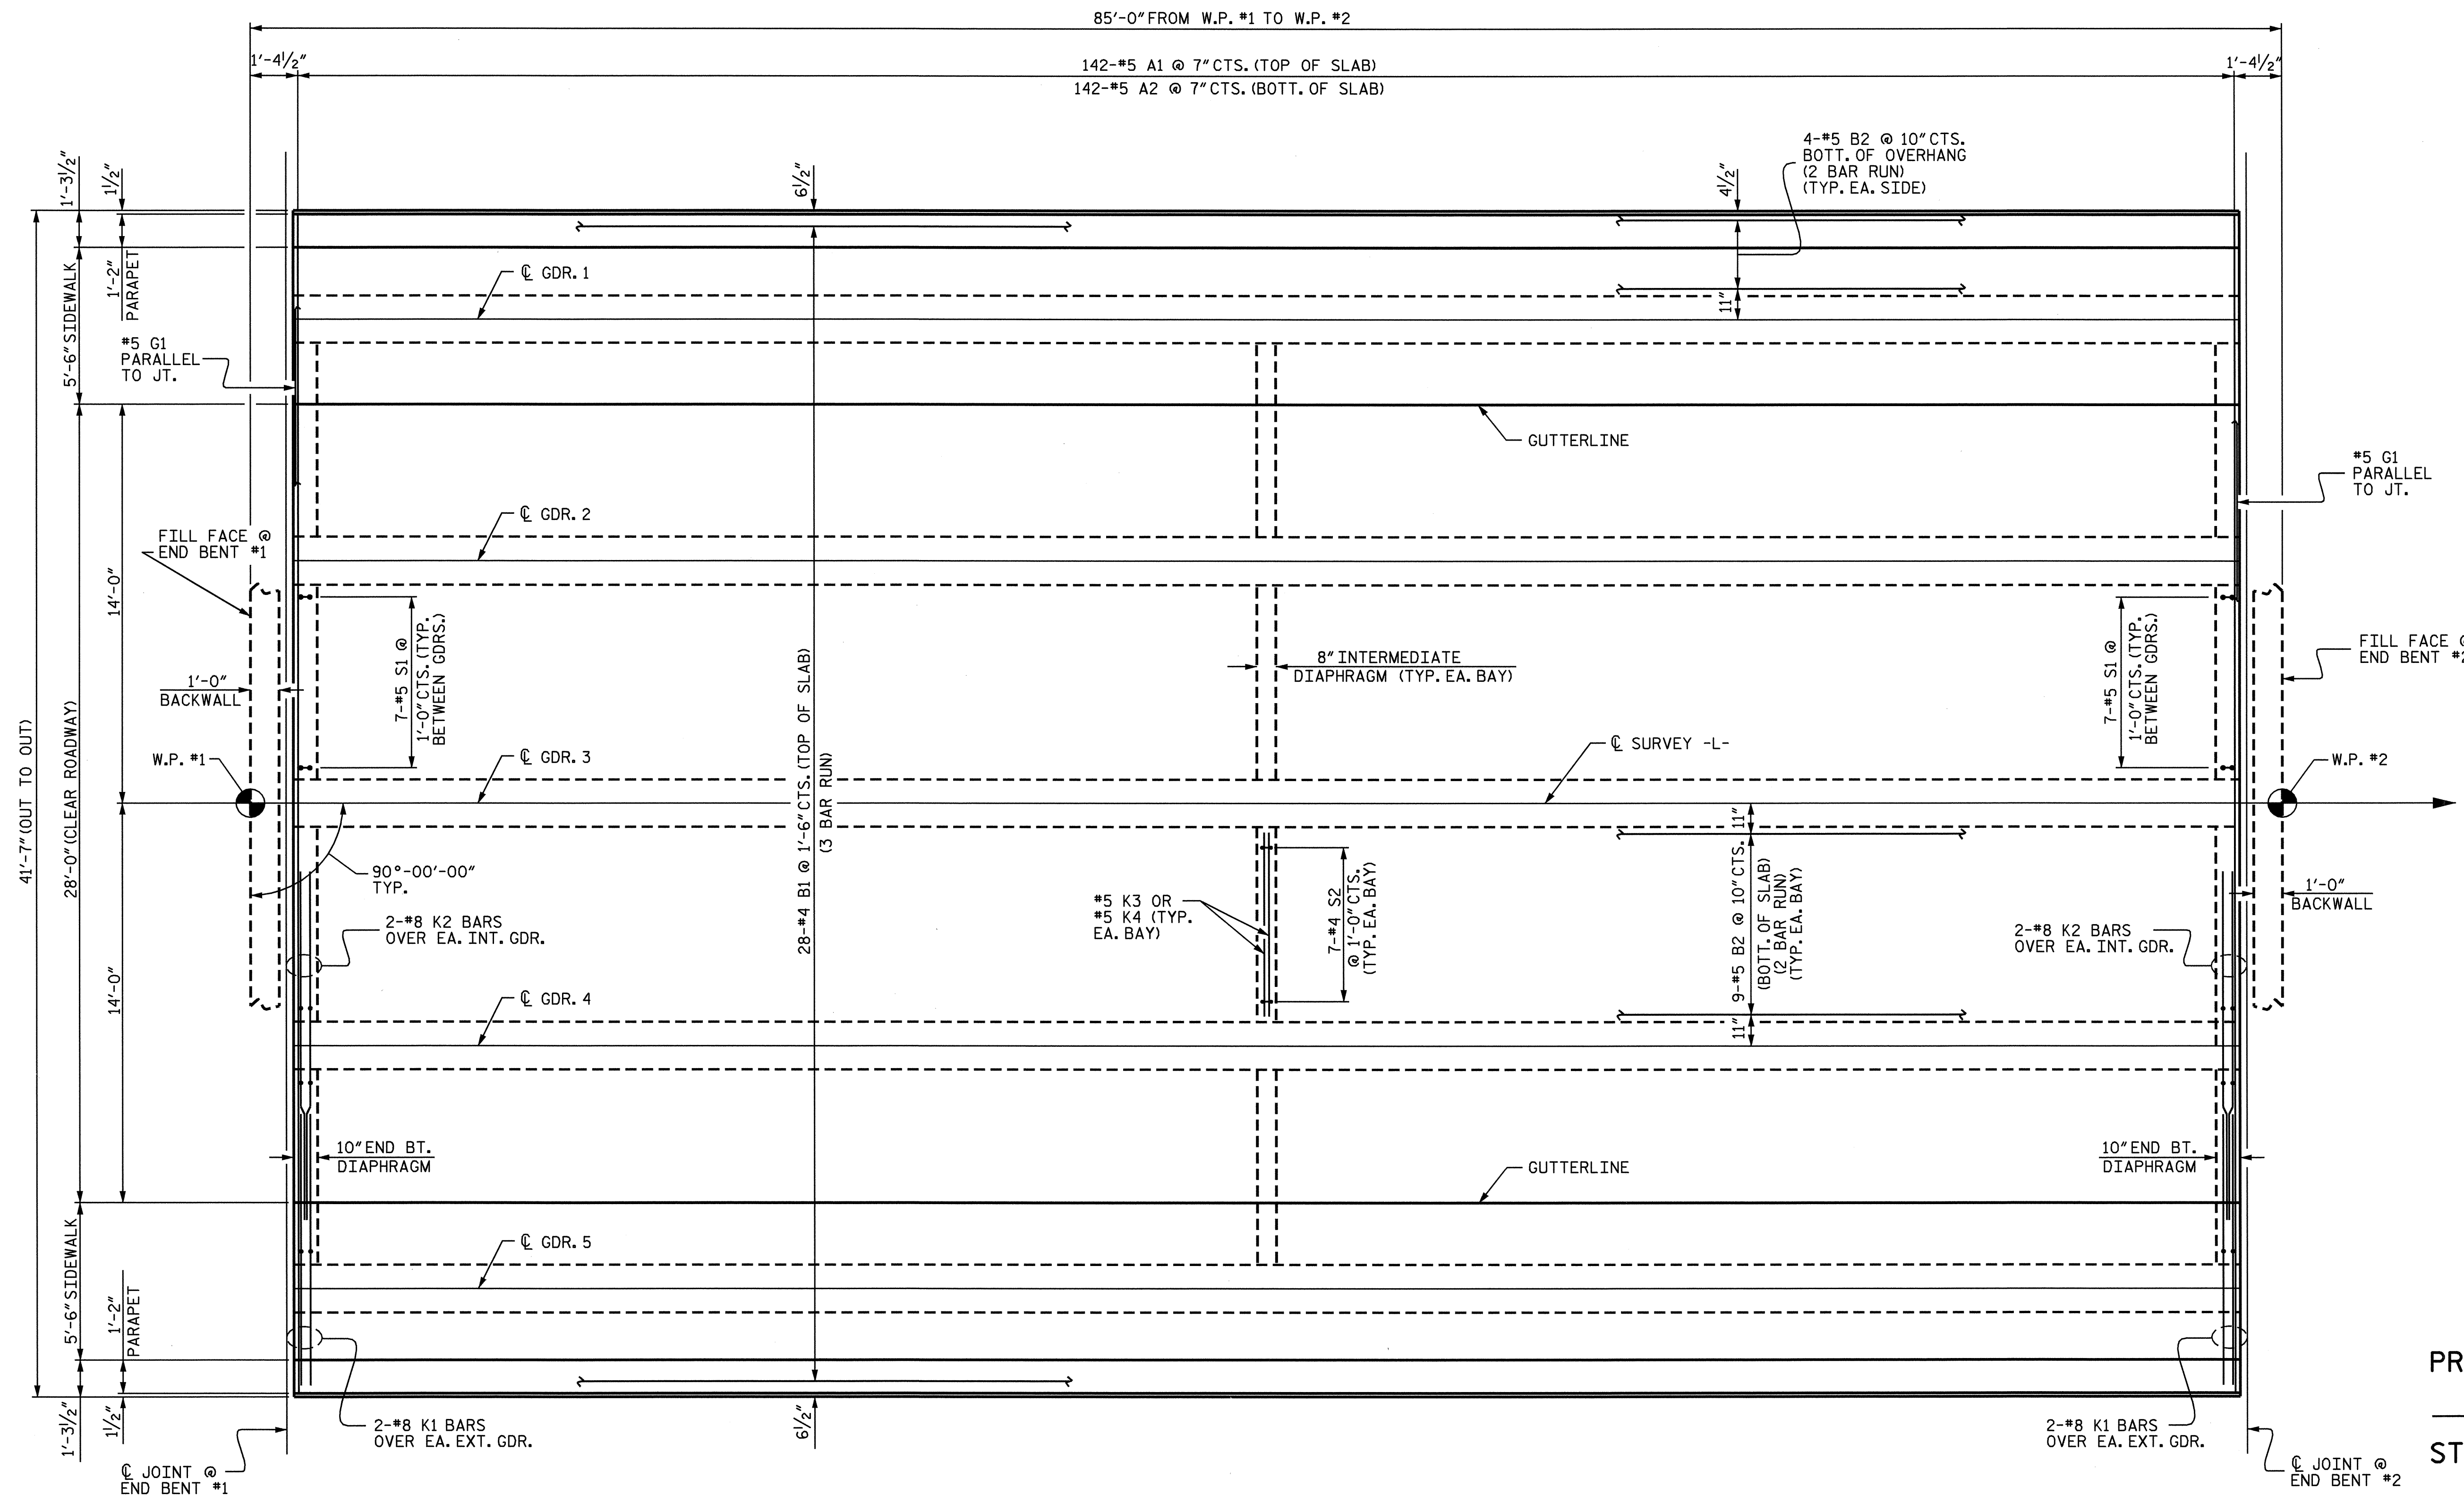 85'-0" FROM W.P. #1 TO W.P. #2
1'-4½"
142-#5 A1 @ 7" CTS. (TOP OF SLAB)
142-#5 A2 @ 7" CTS. (BOTT. OF SLAB)
1'-4½"
4-#5 B2 @ 10" CTS.
BOTT. OF OVERHANG
(2 BAR RUN)
(TYP. EA. SIDE)
1'-3½"
1½"
6½"
4½"
1'-2"
PARAPET
5'-6" SIDEWALK
℄ GDR. 1
11"
#5 G1
PARALLEL
TO JT.
GUTTERLINE
#5 G1
PARALLEL
TO JT.
℄ GDR. 2
FILL FACE @
END BENT #1
14'-0"
7-#5 S1 @
1'-0" CTS. (TYP.
BETWEEN GDRS.)
8" INTERMEDIATE
DIAPHRAGM (TYP. EA. BAY)
7-#5 S1 @
1'-0" CTS. (TYP.
BETWEEN GDRS.)
FILL FACE @
END BENT #2
1'-0"
BACKWALL
41'-7" (OUT TO OUT)
28'-0" (CLEAR ROADWAY)
28-#4 B1 @ 1'-6" CTS. (TOP OF SLAB)
(3 BAR RUN)
W.P. #1
℄ GDR. 3
℄ SURVEY -L-
W.P. #2
90°-00'-00"
TYP.
11"
9-#5 B2 @ 10" CTS.
(BOTT. OF SLAB)
(2 BAR RUN)
(TYP. EA. BAY)
11"
#5 K3 OR
#5 K4 (TYP.
EA. BAY)
7-#4 S2
@ 1'-0" CTS.
(TYP. EA. BAY)
1'-0"
BACKWALL
2-#8 K2 BARS
OVER EA. INT. GDR.
2-#8 K2 BARS
OVER EA. INT. GDR.
14'-0"
℄ GDR. 4
10" END BT.
DIAPHRAGM
GUTTERLINE
10" END BT.
DIAPHRAGM
5'-6" SIDEWALK
℄ GDR. 5
1'-2"
PARAPET
1'-3½"
1½"
6½"
2-#8 K1 BARS
OVER EA. EXT. GDR.
2-#8 K1 BARS
OVER EA. EXT. GDR.
℄ JOINT @
END BENT #1
℄ JOINT @
END BENT #2
PR
ST